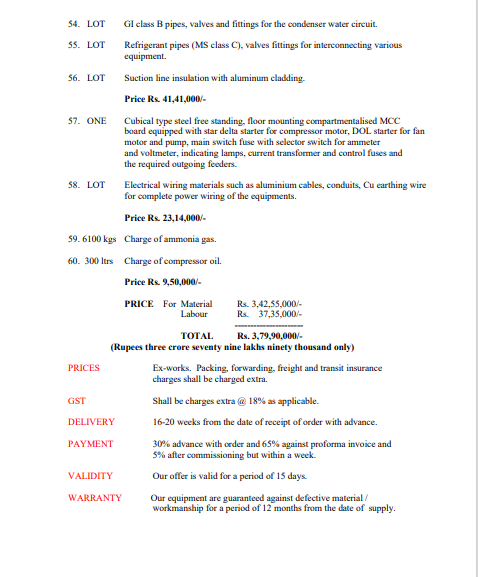 54. LOT GI class B pipes, valves and fittings for the condenser water circuit.
55. LOT Refrigerant pipes (MS class C), valves fittings for interconnecting various
equipment.
56. LOT Suction line insulation with aluminum cladding.
Price Rs. 41,41,000/-
57. ONE Cubical type steel free standing, floor mounting compartmentalised MCC
board equipped with star delta starter for compressor motor, DOL starter for fan
motor and pump, main switch fuse with selector switch for ammeter
and voltmeter, indicating lamps, current transformer and control fuses and
the required outgoing feeders.
58. LOT Electrical wiring materials such as aluminium cables, conduits, Cu earthing wire
for complete power wiring of the equipments.
Price Rs. 23,14,000/-
59. 6100 kgs Charge of ammonia gas.
60. 300 ltrs Charge of compressor oil.
Price Rs. 9,50,000/-
PRICE For Material Rs. 3,42,55,000/-
Labour Rs. 37,35,000/-
------------------------
TOTAL Rs. 3,79,90,000/-
(Rupees three crore seventy nine lakhs ninety thousand only)
PRICES Ex-works. Packing, forwarding, freight and transit insurance
charges shall be charged extra.
GST Shall be charges extra @ 18% as applicable.
DELIVERY 16-20 weeks from the date of receipt of order with advance.
PAYMENT 30% advance with order and 65% against proforma invoice and
5% after commissioning but within a week.
VALIDITY Our offer is valid for a period of 15 days.
WARRANTY Our equipment are guaranteed against defective material /
workmanship for a period of 12 months from the date of supply.